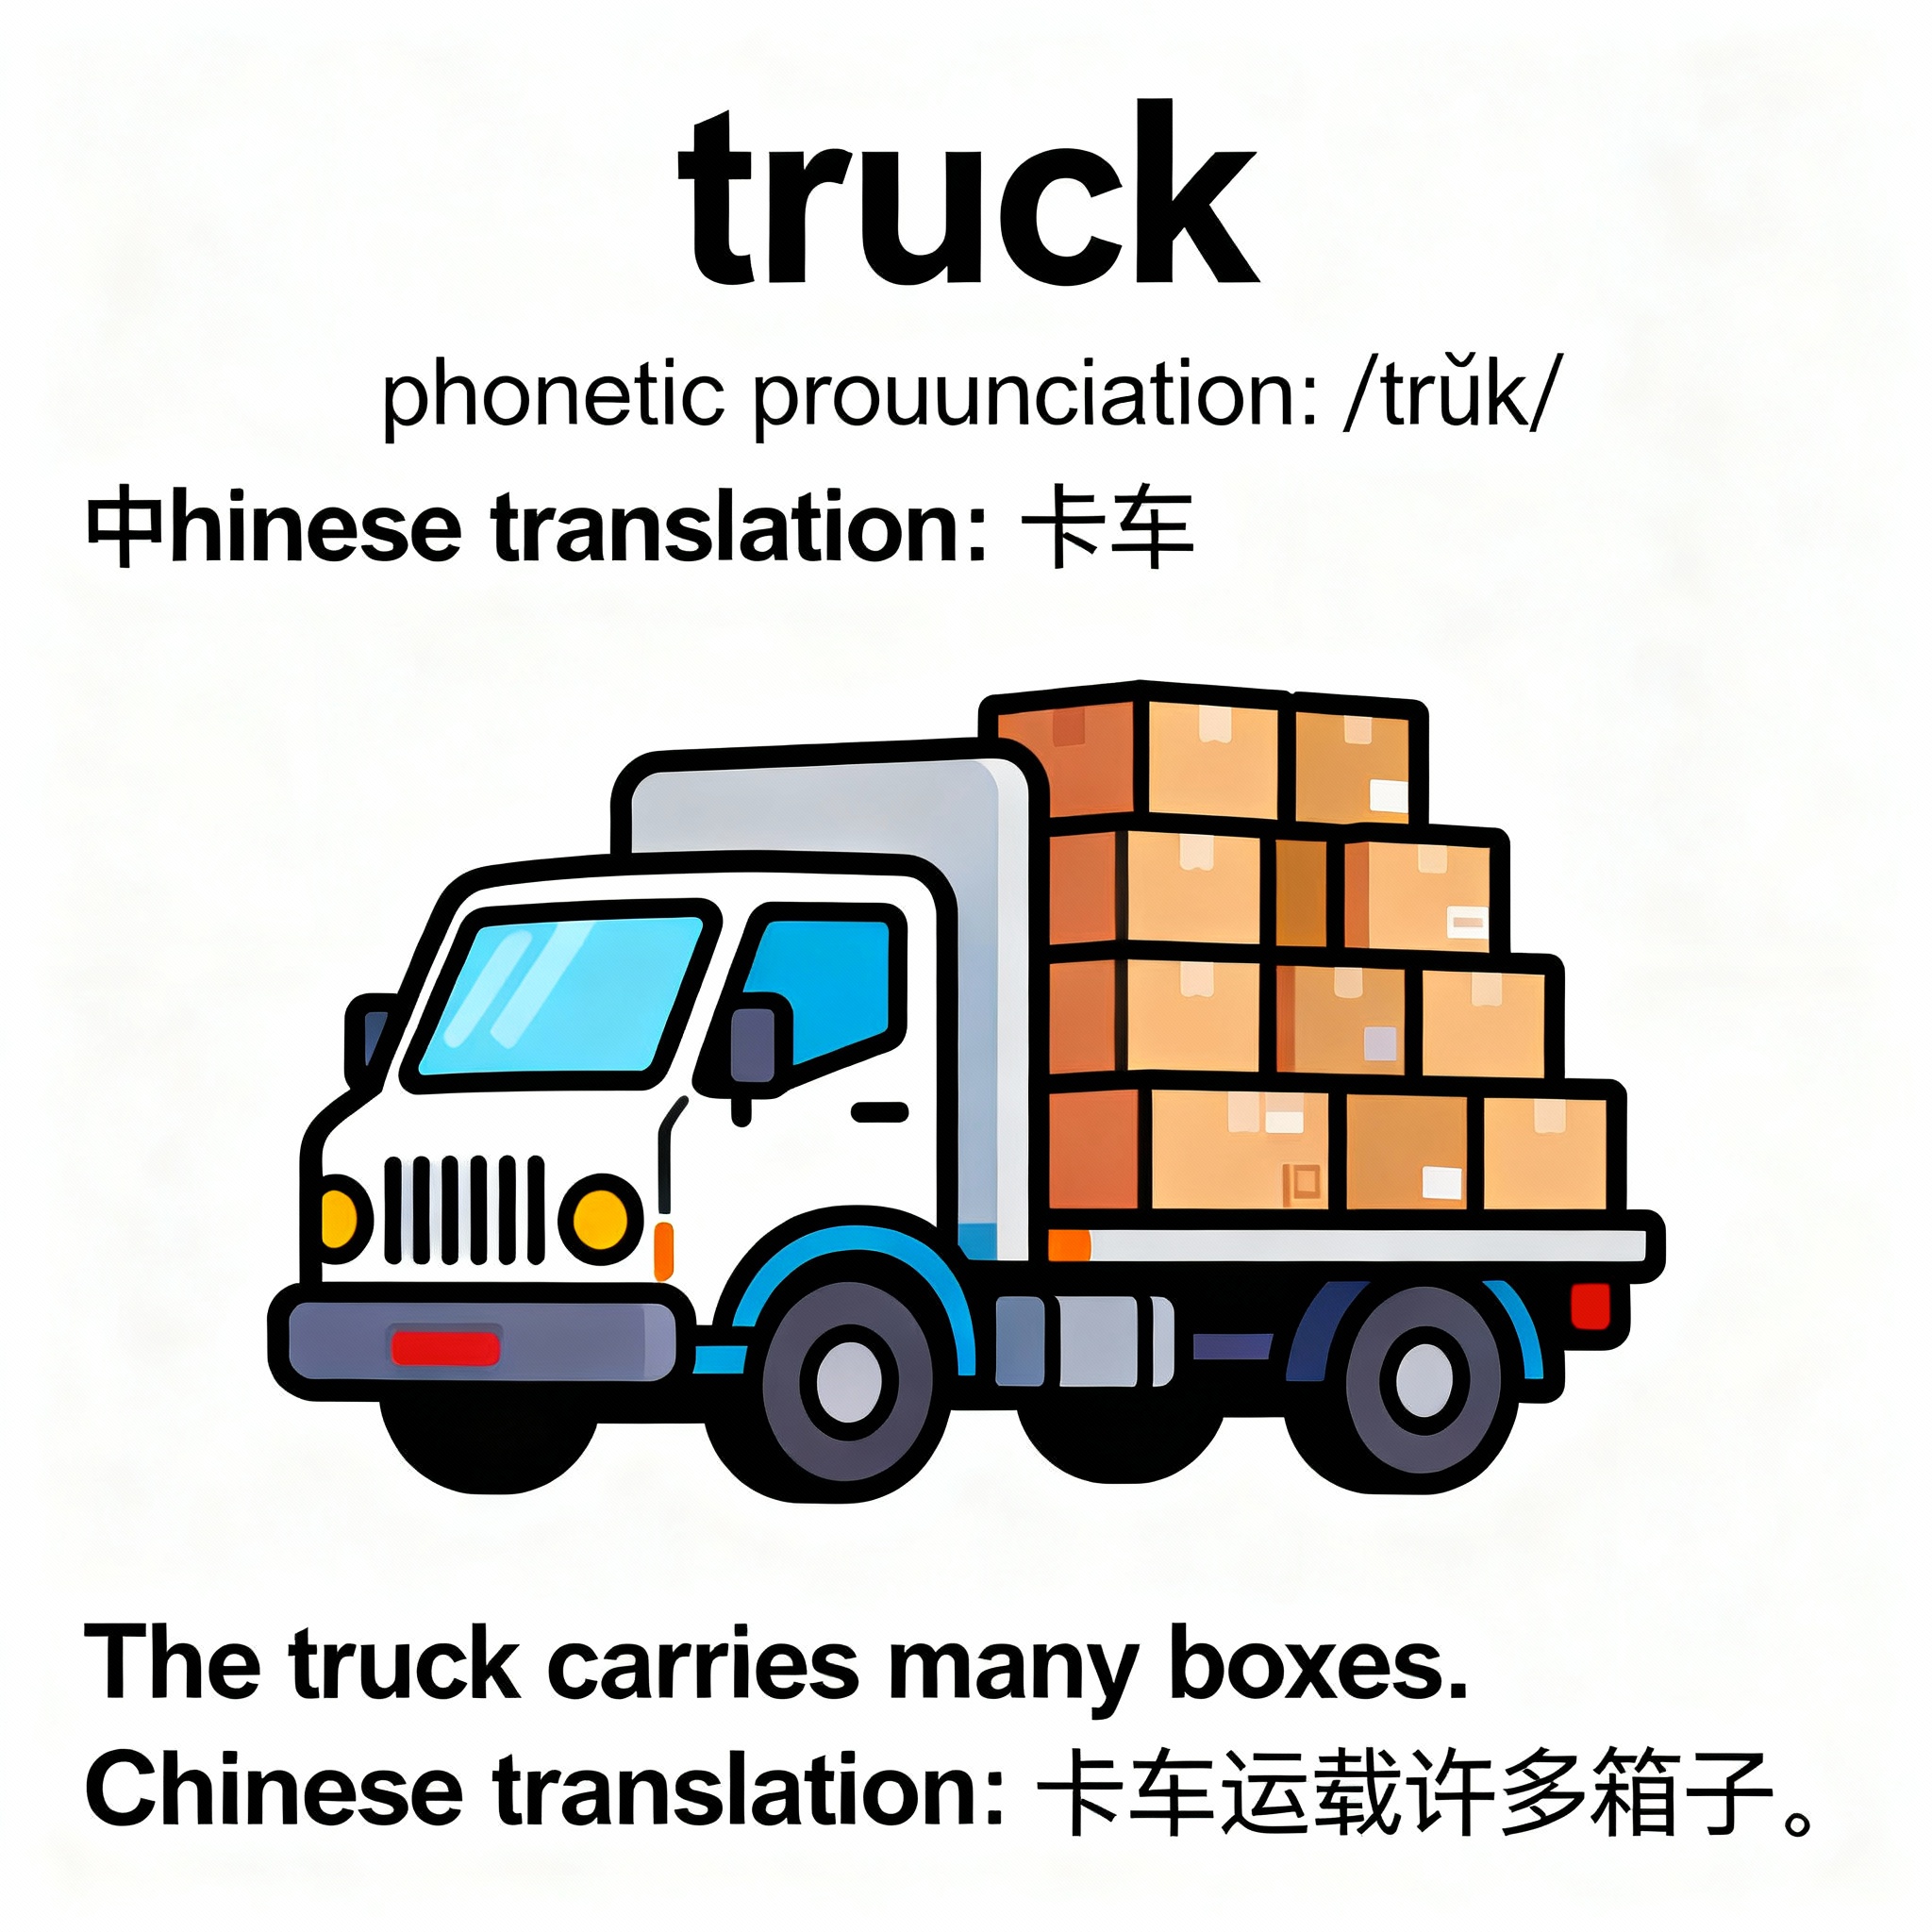 truck
phonetic prouunciation: /trŭk/
中hinese translation: 卡车
The truck carries many boxes.
Chinese translation: 卡车运载许多箱子。